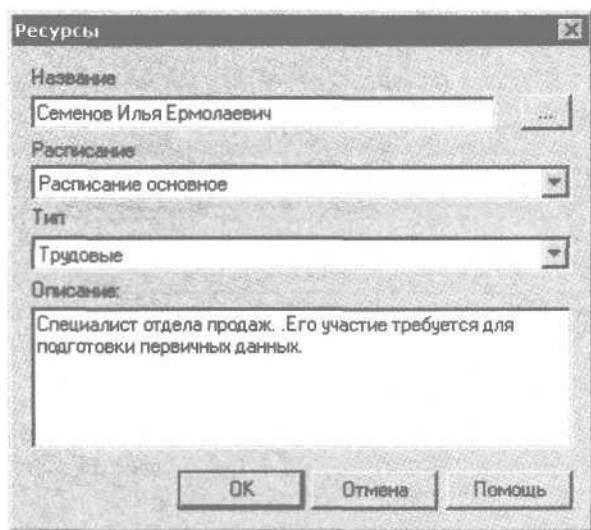 Ресурсы
Название
Семенов Илья Ермолаевич
...
Расписание
Расписание основное
Тип
Трудовые
Описание:
Специалист отдела продаж. .Его участие требуется для
подготовки первичных данных.
OK
Отмена
Помощь